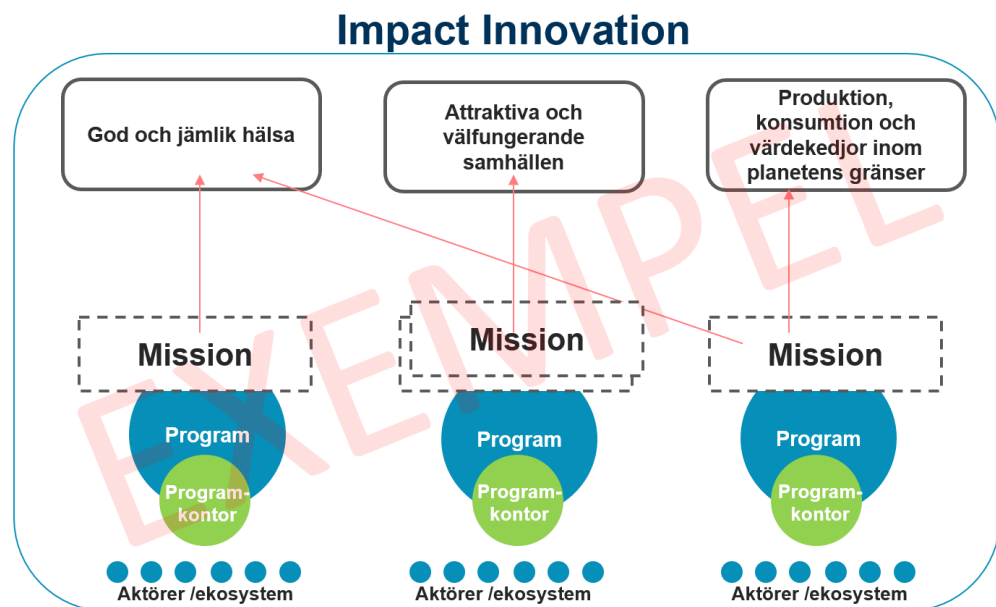 Impact Innovation
God och jämlik hälsa
Attraktiva och
välfungerande
samhällen
Produktion,
konsumtion och
värdekedjor inom
planetens gränser
EXEMPEL
Mission
Mission
Mission
Program
Program
Program
Program-
kontor
Program-
kontor
Program-
kontor
Aktörer /ekosystem
Aktörer /ekosystem
Aktörer /ekosystem